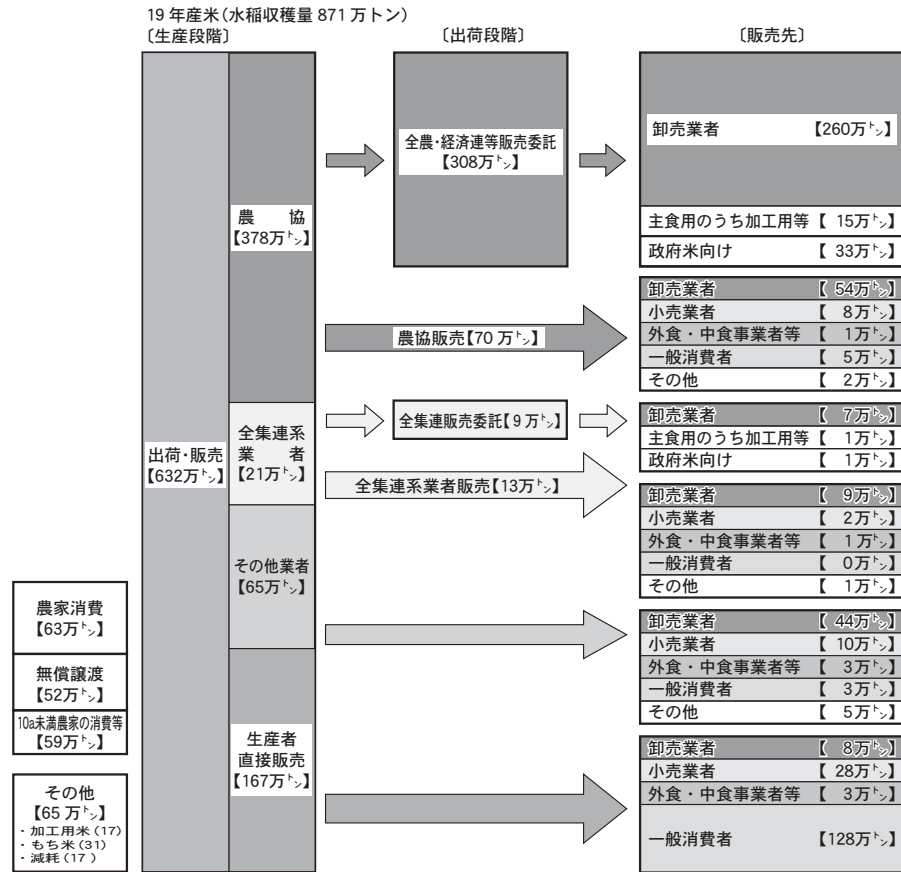 19年産米(水稲収穫量 871 万トン)
〔生産段階〕
〔出荷段階〕
〔販売先〕
農家消費
【63万トン】
無償譲渡
【52万トン】
10a未満農家の消費等
【59万トン】
その他
【65 万トン】
・加工用米(17)
・もち米(31)
・減耗(17 )
出荷・販売
【632万トン】
農　協
【378万トン】
全集連系
業　者
【21万トン】
その他業者
【65万トン】
生産者
直接販売
【167万トン】
全農・経済連等販売委託
【308万トン】
農協販売【70 万トン】
全集連販売委託【9 万トン】
全集連系業者販売【13万トン】
卸売業者 【260万トン】
主食用のうち加工用等 【 15万トン】
政府米向け 【 33万トン】
卸売業者 【 54万トン】
小売業者 【 8万トン】
外食・中食事業者等 【 1万トン】
一般消費者 【 5万トン】
その他 【 2万トン】
卸売業者 【 7万トン】
主食用のうち加工用等 【 1万トン】
政府米向け 【 1万トン】
卸売業者 【 9万トン】
小売業者 【 2万トン】
外食・中食事業者等 【 1万トン】
一般消費者 【 0万トン】
その他 【 1万トン】
卸売業者 【 44万トン】
小売業者 【 10万トン】
外食・中食事業者等 【 3万トン】
一般消費者 【 3万トン】
その他 【 5万トン】
卸売業者 【 8万トン】
小売業者 【 28万トン】
外食・中食事業者等 【 3万トン】
一般消費者 【128万トン】